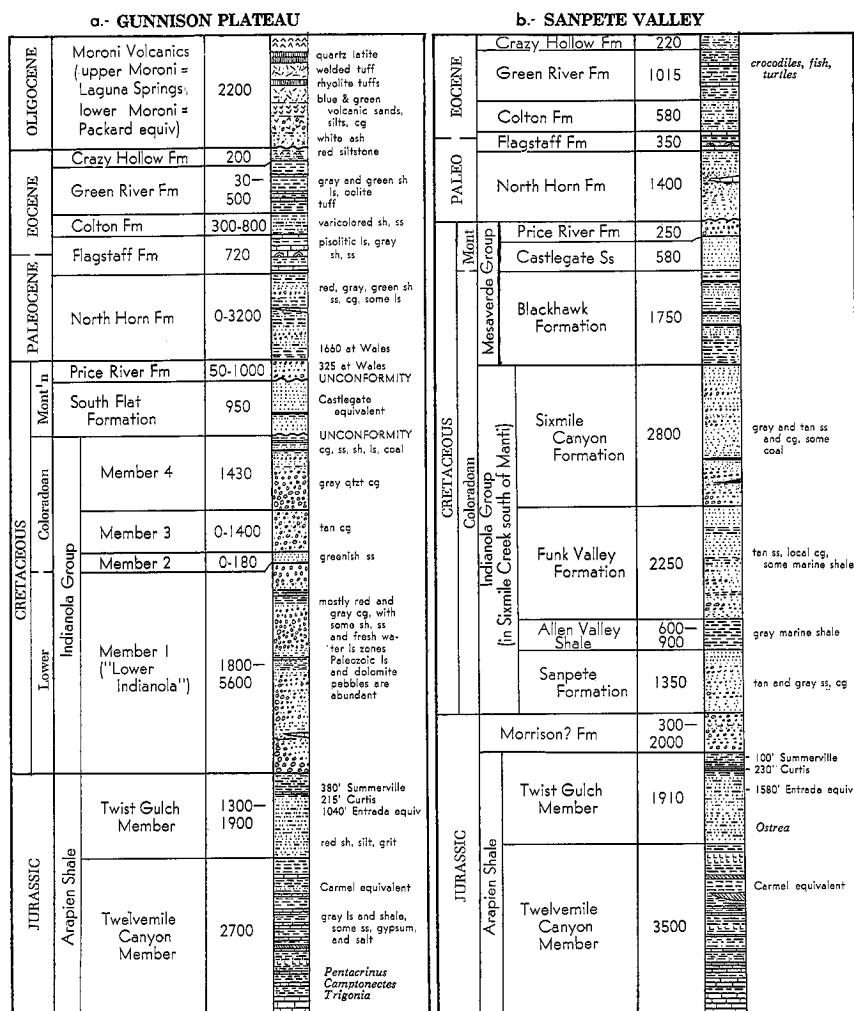 a.- GUNNISON PLATEAU
OLIGOCENE
Moroni Volcanics
(upper Moroni =
Laguna Springs,
lower Moroni =
Packard equiv)
2200
quartz latite
welded tuff
rhyolite tuffs
blue & green
volcanic sands,
silts, cg
white ash
EOCENE
Crazy Hollow Fm
200
red siltstone
Green River Fm
30–
500
gray and green sh
ls, oolite
tuff
Colton Fm
300-800
varicolored sh, ss
Flagstaff Fm
720
pisolitic ls, gray
sh, ss
PALEOCENE
North Horn Fm
0-3200
red, gray, green sh
ss, cg, some ls
1660 at Wales
CRETACEOUS
Mont'n
Price River Fm
50-1000
325 at Wales
UNCONFORMITY
South Flat
Formation
950
Castlegate
equivalent
UNCONFORMITY
Coloradoan
Indianola Group
Member 4
1430
cg, ss, sh, ls, coal
gray qtzt cg
Member 3
0-1400
tan cg
Member 2
0-180
greenish ss
Lower
Member 1
("Lower
Indianola")
1800–
5600
mostly red and
gray cg, with
some sh, ss
and fresh wa-
ter ls zones
Paleozoic ls
and dolomite
pebbles are
abundant
JURASSIC
Arapien Shale
Twist Gulch
Member
1300–
1900
380' Summerville
215' Curtis
1040' Entrada equiv
red sh, silt, grit
Twelvemile
Canyon
Member
2700
Carmel equivalent
gray ls and shale,
some ss, gypsum,
and salt
Pentacrinus
Camptonectes
Trigonia
b.- SANPETE VALLEY
EOCENE
Crazy Hollow Fm
220
Green River Fm
1015
crocodiles, fish,
turtles
Colton Fm
580
PALEO
Flagstaff Fm
350
North Horn Fm
1400
CRETACEOUS
Mont
Mesaverde Group
Price River Fm
250
Castlegate Ss
580
Blackhawk
Formation
1750
Coloradoan
Indianola Group
(in Sixmile Creek south of Manti)
Sixmile
Canyon
Formation
2800
gray and tan ss
and cg, some
coal
Funk Valley
Formation
2250
tan ss, local cg,
some marine shale
Allen Valley
Shale
600–
900
gray marine shale
Sanpete
Formation
1350
tan and gray ss, cg
JURASSIC
Morrison? Fm
300–
2000
Arapien Shale
Twist Gulch
Member
1910
100' Summerville
230' Curtis
1580' Entrada equiv
Ostrea
Twelvemile
Canyon
Member
3500
Carmel equivalent